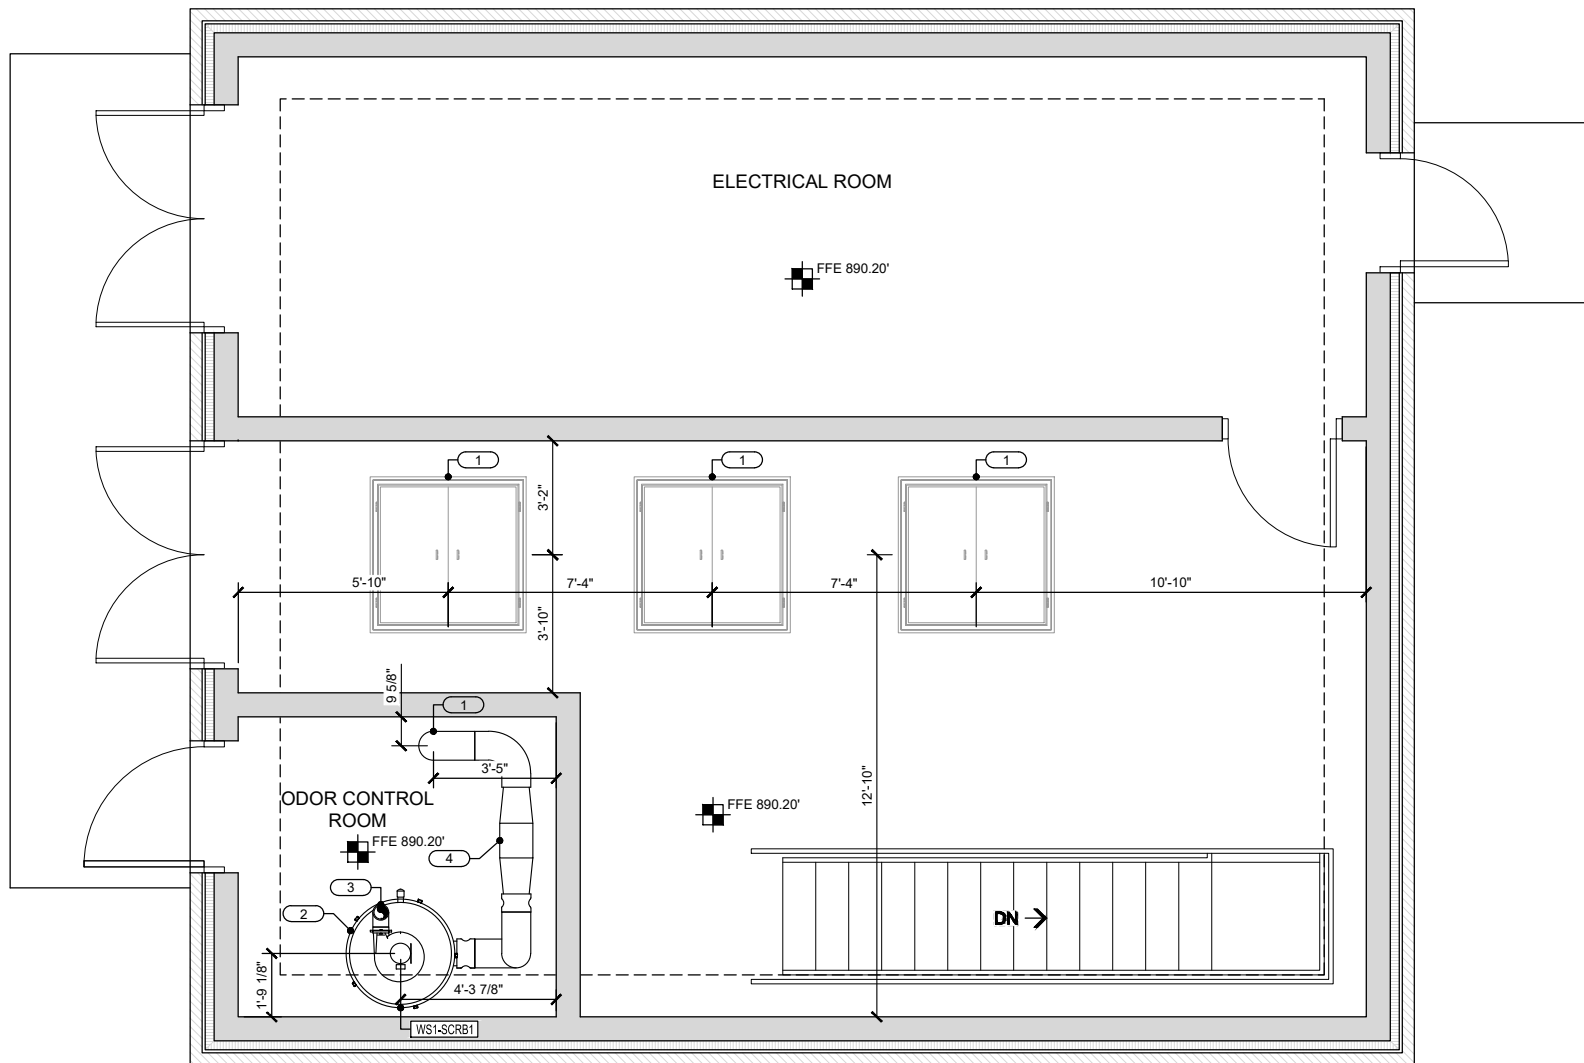 ELECTRICAL ROOM
FFE 890.20'
1
1
1
3'-2"
5'-10"
7'-4"
7'-4"
10'-10"
3'-10"
9 5/8"
1
3'-5"
12'-10"
ODOR CONTROL
ROOM
FFE 890.20'
FFE 890.20'
4
3
2
DN
1'-9 1/8"
4'-3 7/8"
WS1-SCRB1